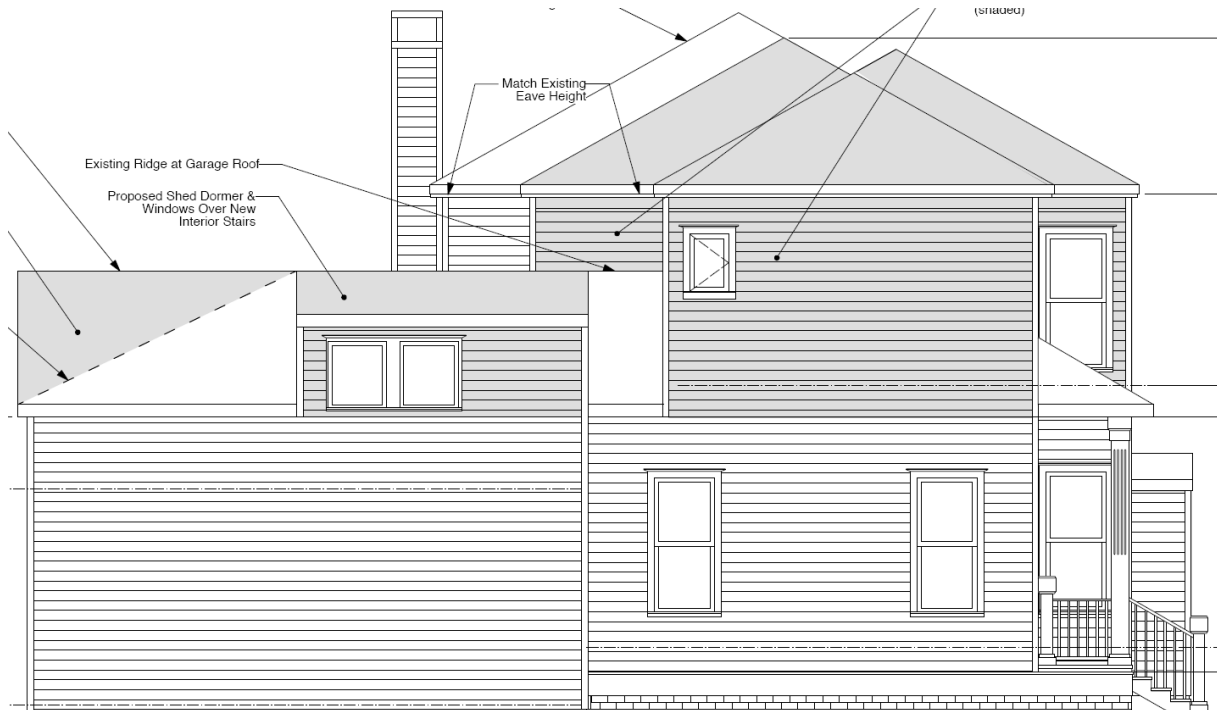 (shaded)
Match Existing
Eave Height
Existing Ridge at Garage Roof
Proposed Shed Dormer &
Windows Over New
Interior Stairs